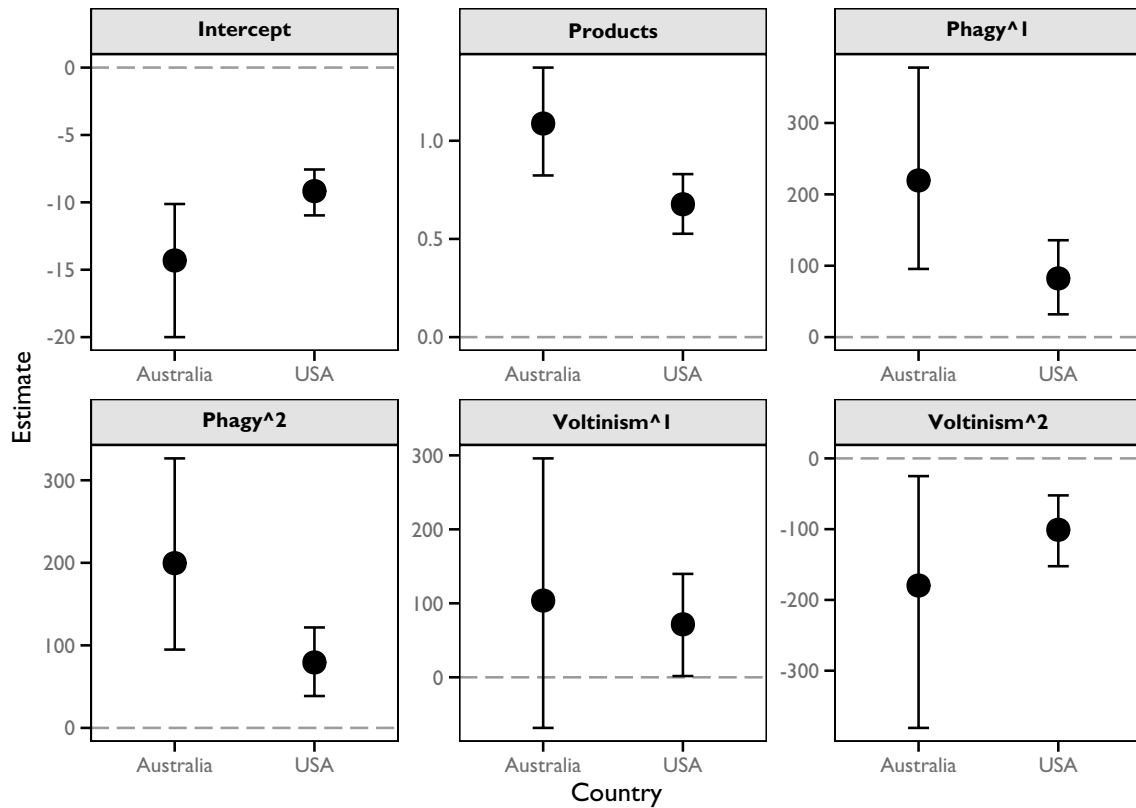 Intercept
Products
Phagy^1
0
-5
-10
-15
-20
1.0
0.5
0.0
300
200
100
0
Australia
USA
Australia
USA
Australia
USA
Estimate
Phagy^2
Voltinism^1
Voltinism^2
300
200
100
0
300
200
100
0
0
-100
-200
-300
Australia
USA
Australia
USA
Australia
USA
Country